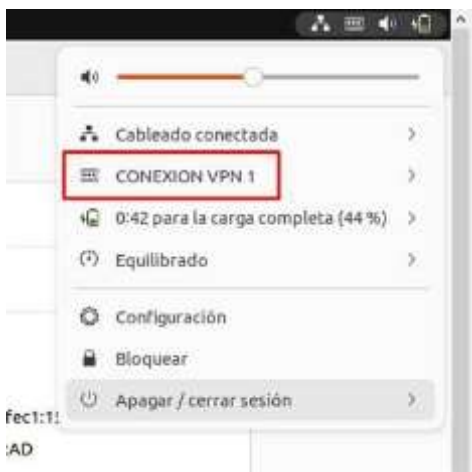 Cableado conectada
CONEXION VPN 1
0:42 para la carga completa (44 %)
Equilibrado
Configuración
Bloquear
Apagar / cerrar sesión
:AD